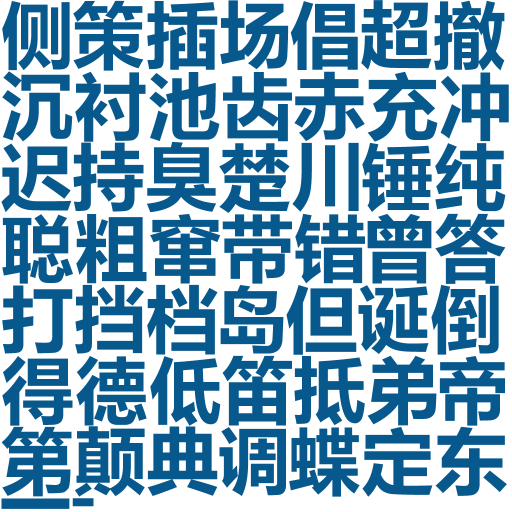 侧策插场倡超撤
沉衬池齿赤充冲
迟持臭楚川锤纯
聪粗窜带错曾答
打挡档岛但诞倒
得德低笛抵弟帝
第颠典调蝶定东